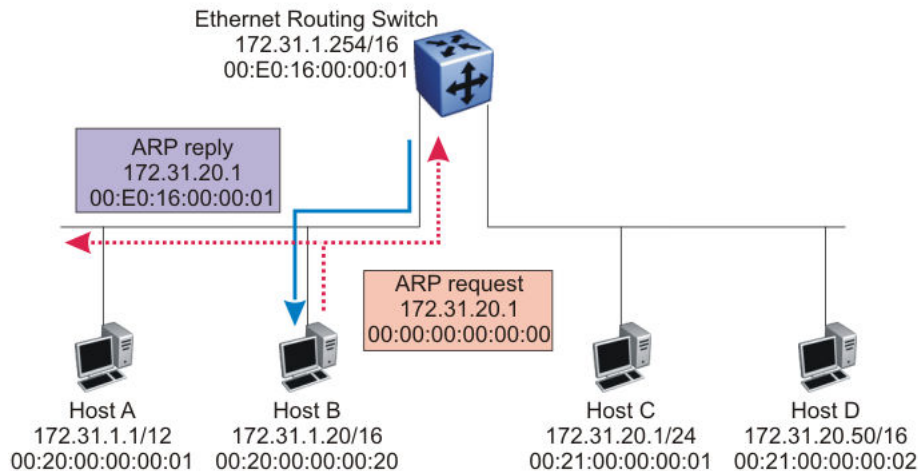 Ethernet Routing Switch
172.31.1.254/16
00:E0:16:00:00:01
ARP reply
172.31.20.1
00:E0:16:00:00:01
ARP request
172.31.20.1
00:00:00:00:00:00
Host A
172.31.1.1/12
00:20:00:00:00:01
Host B
172.31.1.20/16
00:20:00:00:00:20
Host C
172.31.20.1/24
00:21:00:00:00:01
Host D
172.31.20.50/16
00:21:00:00:00:02